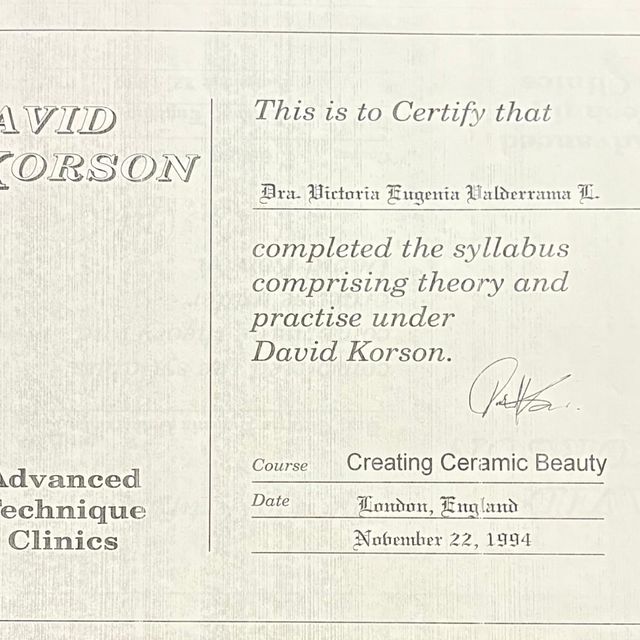 AVID
KORSON
Advanced
Technique
Clinics
This is to Certify that
Dra. Victoria Eugenia Valderrama L.
completed the syllabus
comprising theory and
practise under
David Korson.
Course Creating Ceramic Beauty
Date London, England
November 22, 1994